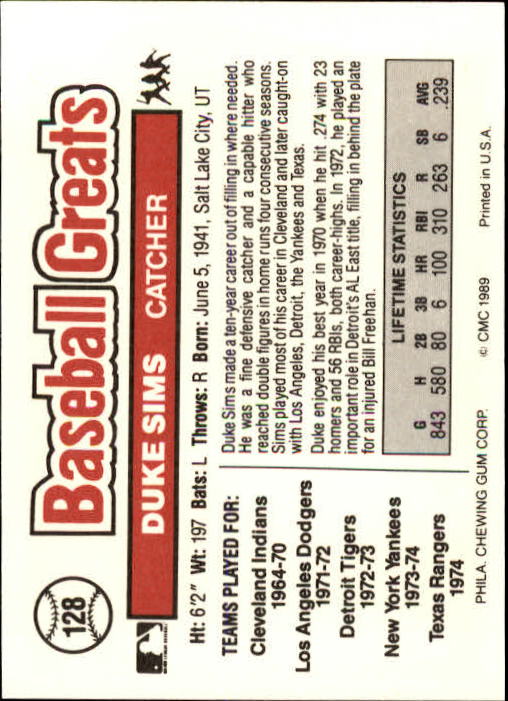 128
Baseball Greats
DUKE SIMS CATCHER
Ht: 6'2" Wt: 197 Bats: L Throws: R Born: June 5, 1941, Salt Lake City, UT
TEAMS PLAYED FOR:
Cleveland Indians
1964-70
Los Angeles Dodgers
1971-72
Detroit Tigers
1972-73
New York Yankees
1973-74
Texas Rangers
1974
Duke Sims made a ten-year career out of filling in where needed.
He was a fine defensive catcher and a capable hitter who
reached double figures in home runs four consecutive seasons.
Sims played most of his career in Cleveland and later caught-on
with Los Angeles, Detroit, the Yankees and Texas.
Duke enjoyed his best year in 1970 when he hit .274 with 23
homers and 56 RBIs, both career-highs. In 1972, he played an
important role in Detroit's AL East title, filling in behind the plate
for an injured Bill Freehan.
LIFETIME STATISTICS
G H 2B 3B HR RBI R SB AVG
843 580 80 6 100 310 263 6 .239
PHILA. CHEWING GUM CORP. © CMC 1989 Printed in U.S.A.